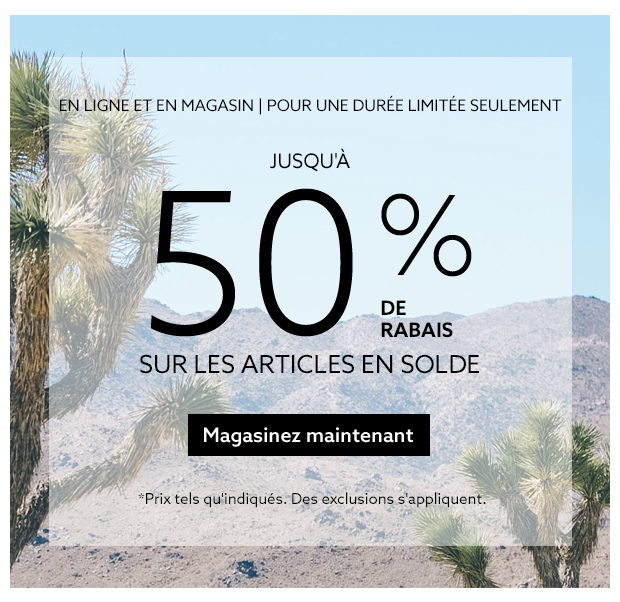 EN LIGNE ET EN MAGASIN | POUR UNE DURÉE LIMITÉE SEULEMENT
JUSQU'À
50 %
DE
RABAIS
SUR LES ARTICLES EN SOLDE
Magasinez maintenant
*Prix tels qu'indiqués. Des exclusions s'appliquent.